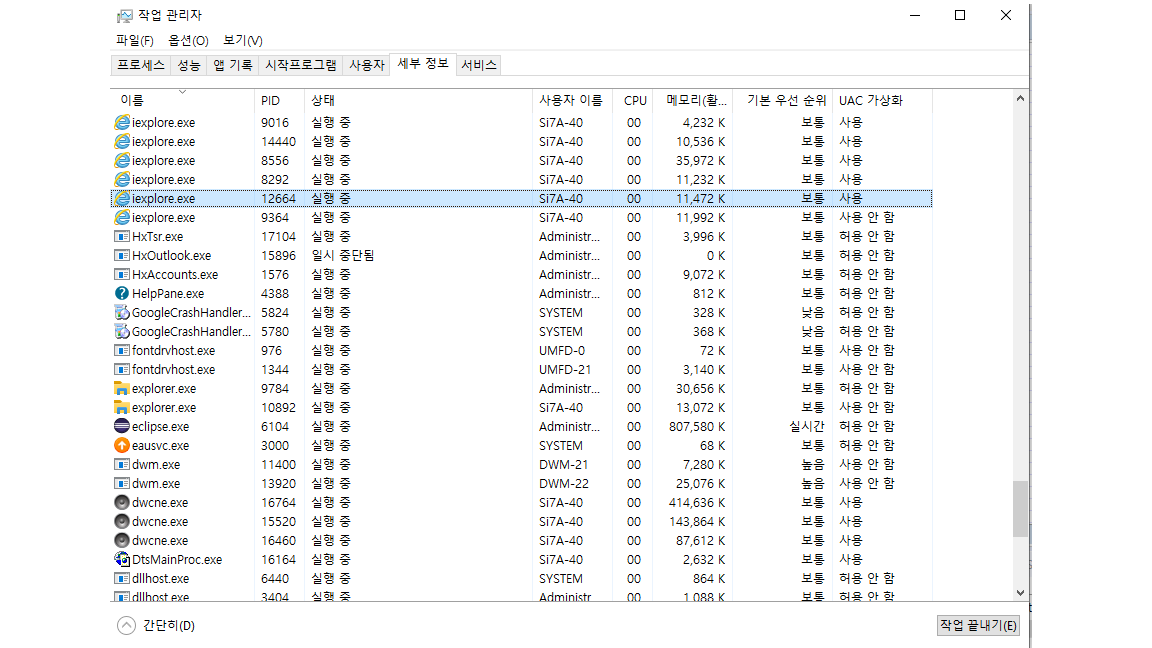 작업 관리자
파일(F) 옵션(O) 보기(V)
프로세스 성능 앱 기록 시작프로그램 사용자 세부 정보 서비스
이름 PID 상태 사용자 이름 CPU 메모리(활... 기본 우선 순위 UAC 가상화
iexplore.exe 9016 실행 중 Si7A-40 00 4,232 K 보통 사용
iexplore.exe 14440 실행 중 Si7A-40 00 10,536 K 보통 사용
iexplore.exe 8556 실행 중 Si7A-40 00 35,972 K 보통 사용
iexplore.exe 8292 실행 중 Si7A-40 00 11,232 K 보통 사용
iexplore.exe 12664 실행 중 Si7A-40 00 11,472 K 보통 사용
iexplore.exe 9364 실행 중 Si7A-40 00 11,992 K 보통 사용 안 함
HxTsr.exe 17104 실행 중 Administr... 00 3,996 K 보통 허용 안 함
HxOutlook.exe 15896 일시 중단됨 Administr... 00 0 K 보통 허용 안 함
HxAccounts.exe 1576 실행 중 Administr... 00 9,072 K 보통 허용 안 함
HelpPane.exe 4388 실행 중 Administr... 00 812 K 보통 허용 안 함
GoogleCrashHandler... 5824 실행 중 SYSTEM 00 328 K 낮음 허용 안 함
GoogleCrashHandler... 5780 실행 중 SYSTEM 00 368 K 낮음 허용 안 함
fontdrvhost.exe 976 실행 중 UMFD-0 00 72 K 보통 사용 안 함
fontdrvhost.exe 1344 실행 중 UMFD-21 00 3,140 K 보통 사용 안 함
explorer.exe 9784 실행 중 Administr... 00 30,656 K 보통 허용 안 함
explorer.exe 10892 실행 중 Si7A-40 00 13,072 K 보통 사용 안 함
eclipse.exe 6104 실행 중 Administr... 00 807,580 K 실시간 허용 안 함
eausvc.exe 3000 실행 중 SYSTEM 00 68 K 보통 허용 안 함
dwm.exe 11400 실행 중 DWM-21 00 7,280 K 높음 사용 안 함
dwm.exe 13920 실행 중 DWM-22 00 25,076 K 높음 사용 안 함
dwcne.exe 16764 실행 중 Si7A-40 00 414,636 K 보통 사용
dwcne.exe 15520 실행 중 Si7A-40 00 143,864 K 보통 사용
dwcne.exe 16460 실행 중 Si7A-40 00 87,612 K 보통 사용
DtsMainProc.exe 16164 실행 중 Si7A-40 00 2,632 K 보통 사용
dllhost.exe 6440 실행 중 SYSTEM 00 864 K 보통 허용 안 함
dllhost.exe 3404 실행 중 Administr 00 1,088 K 보통 허용 안 함
간단히(D) 작업 끝내기(E)